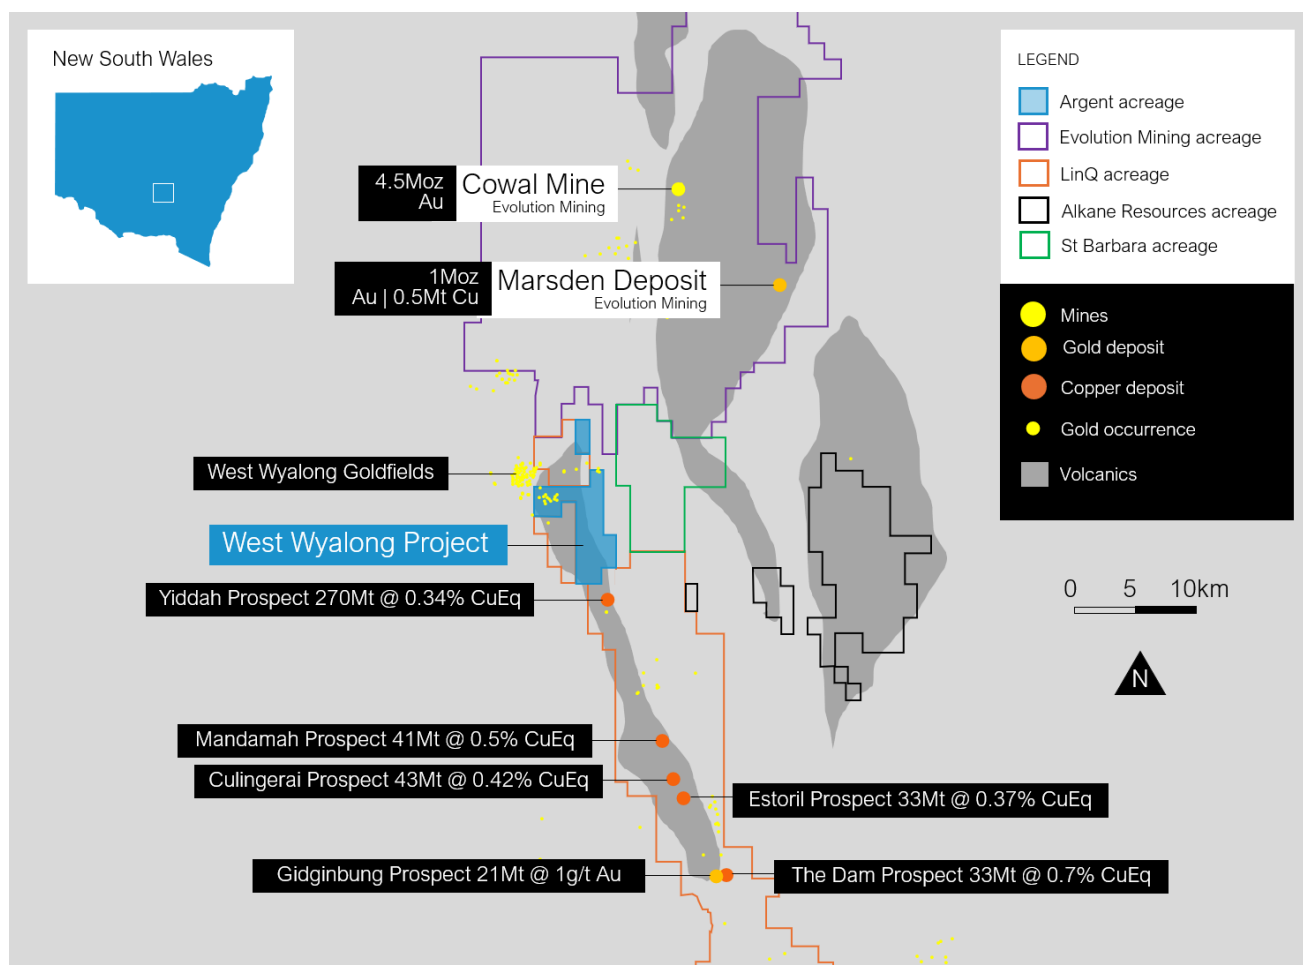 New South Wales
LEGEND
Argent acreage
Evolution Mining acreage
LinQ acreage
Alkane Resources acreage
St Barbara acreage
Mines
Gold deposit
Copper deposit
Gold occurrence
Volcanics
0 5 10km
N
4.5Moz
Au
Cowal Mine
Evolution Mining
1Moz
Au | 0.5Mt Cu
Marsden Deposit
Evolution Mining
West Wyalong Goldfields
West Wyalong Project
Yiddah Prospect 270Mt @ 0.34% CuEq
Mandamah Prospect 41Mt @ 0.5% CuEq
Culingerai Prospect 43Mt @ 0.42% CuEq
Estoril Prospect 33Mt @ 0.37% CuEq
Gidginbung Prospect 21Mt @ 1g/t Au
The Dam Prospect 33Mt @ 0.7% CuEq